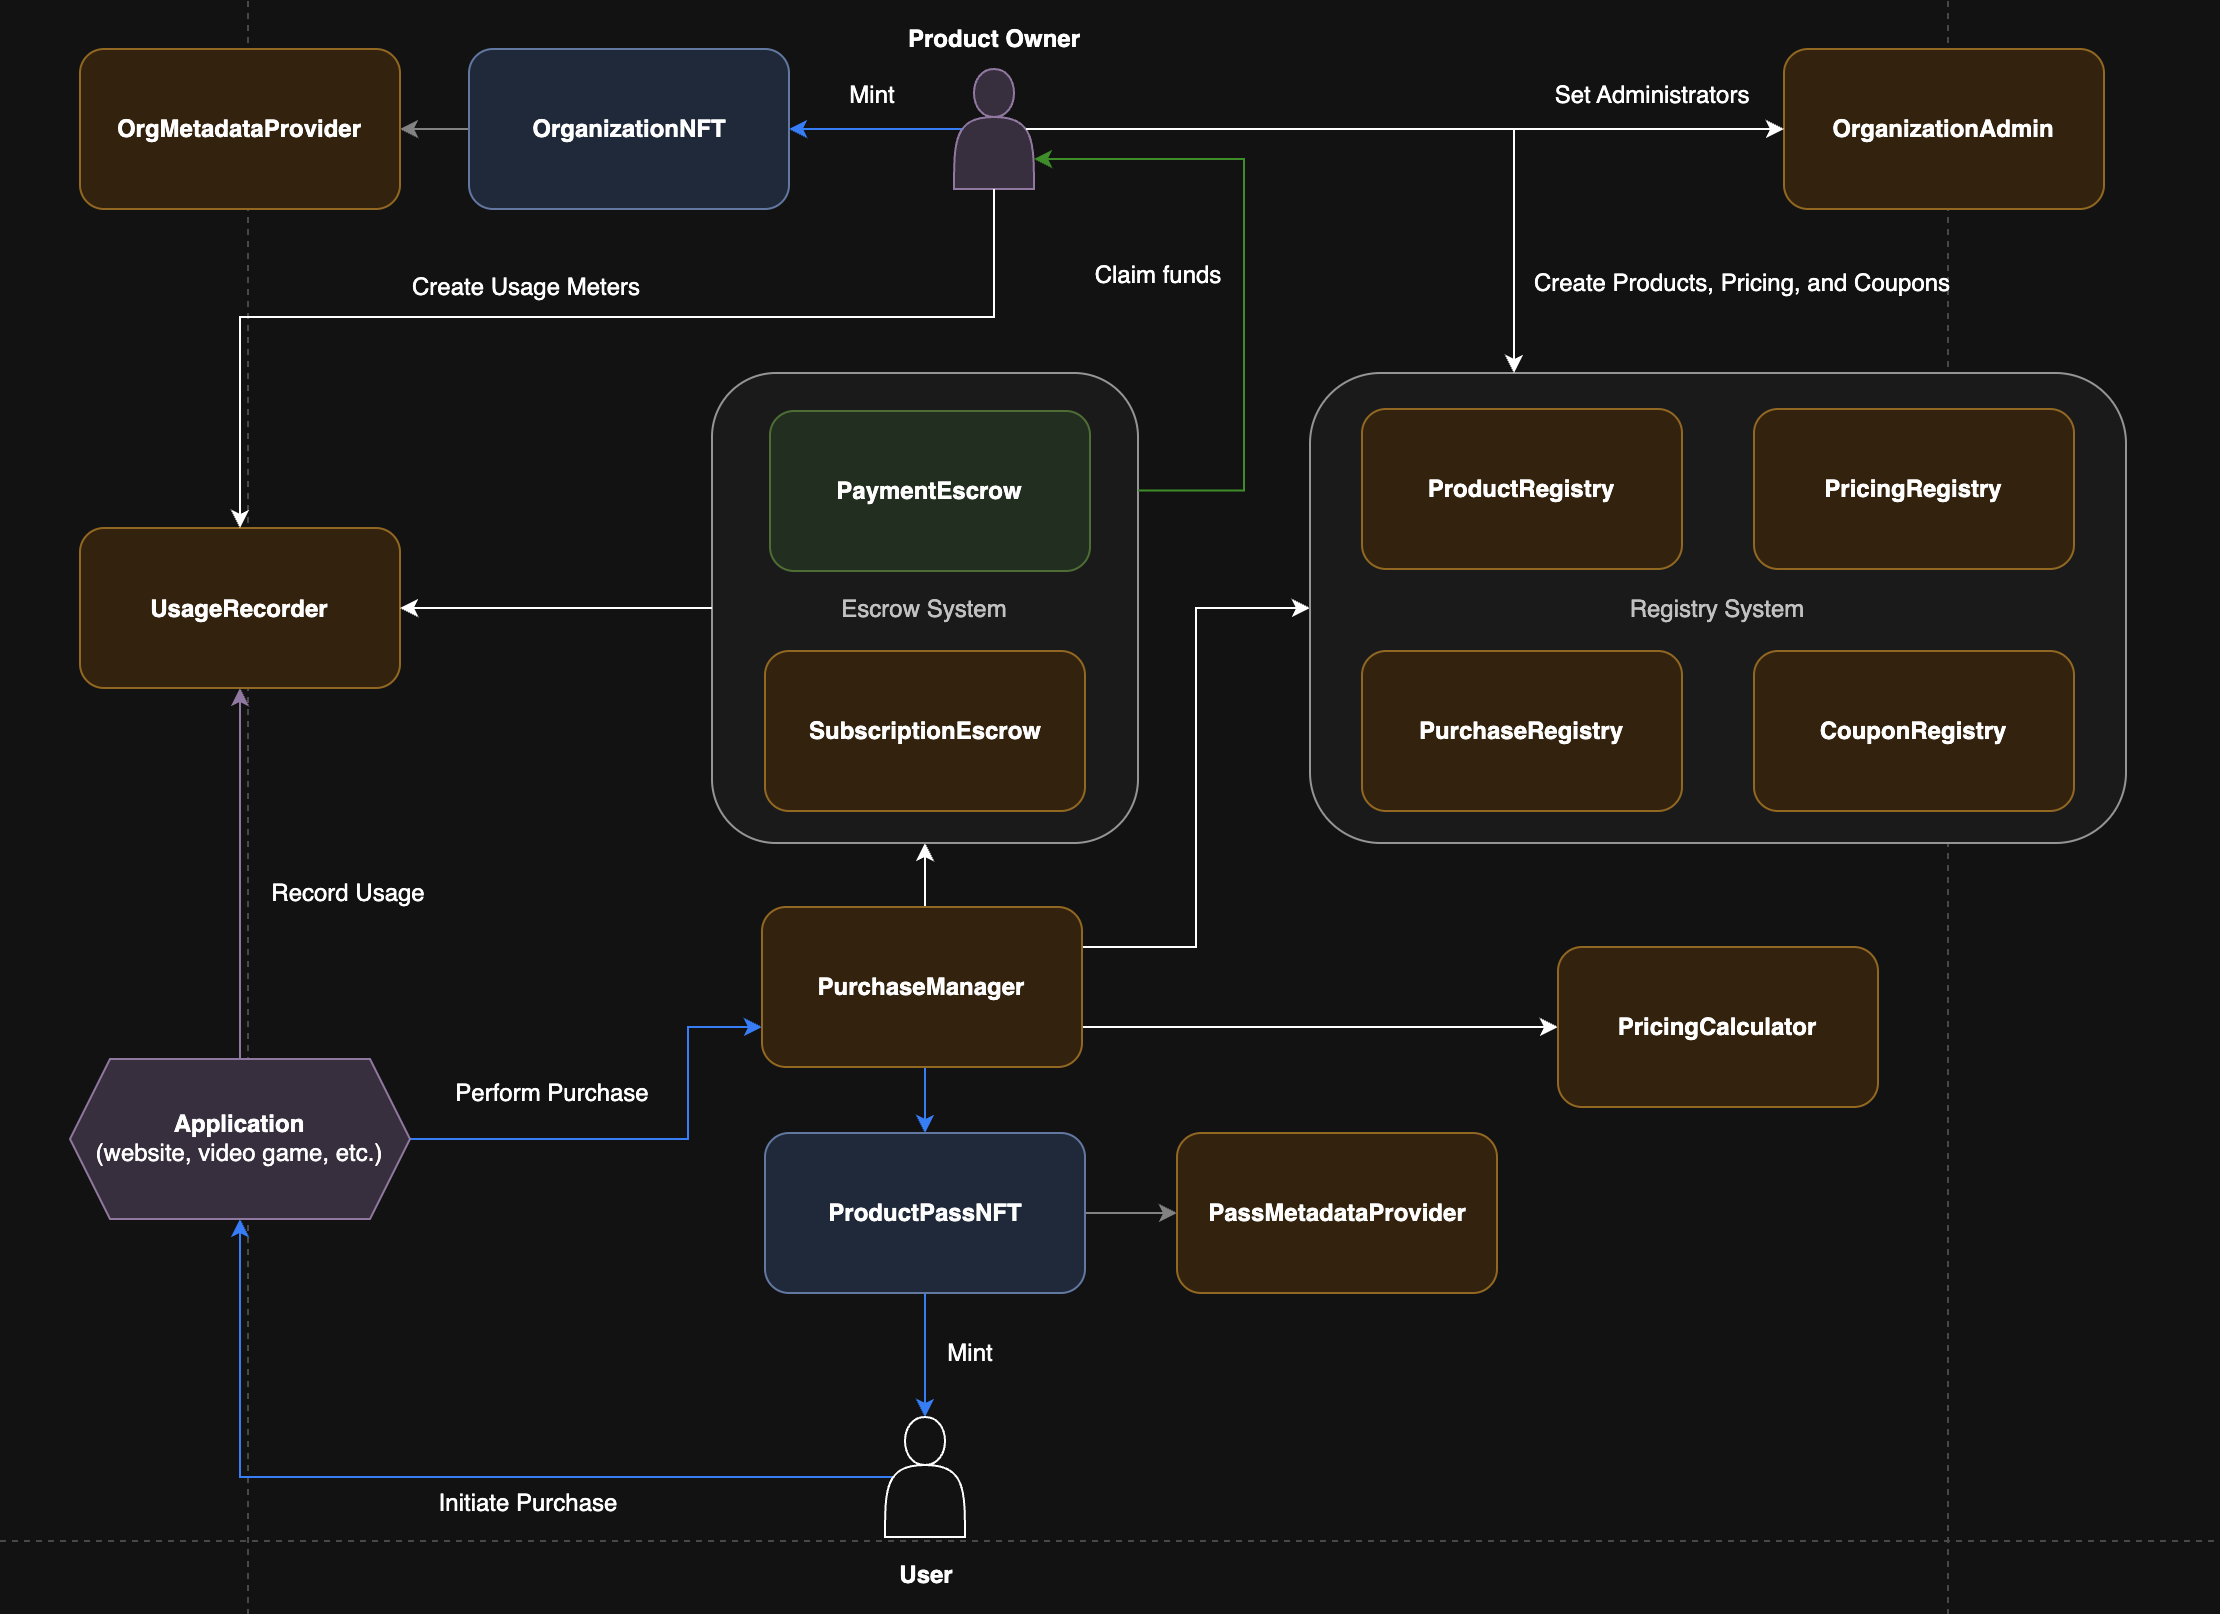 Product Owner
Mint
Set Administrators
OrgMetadataProvider
OrganizationNFT
OrganizationAdmin
Create Usage Meters
Claim funds
Create Products, Pricing, and Coupons
PaymentEscrow
ProductRegistry
PricingRegistry
UsageRecorder
Escrow System
Registry System
SubscriptionEscrow
PurchaseRegistry
CouponRegistry
Record Usage
PurchaseManager
PricingCalculator
Perform Purchase
Application
(website, video game, etc.)
ProductPassNFT
PassMetadataProvider
Mint
Initiate Purchase
User